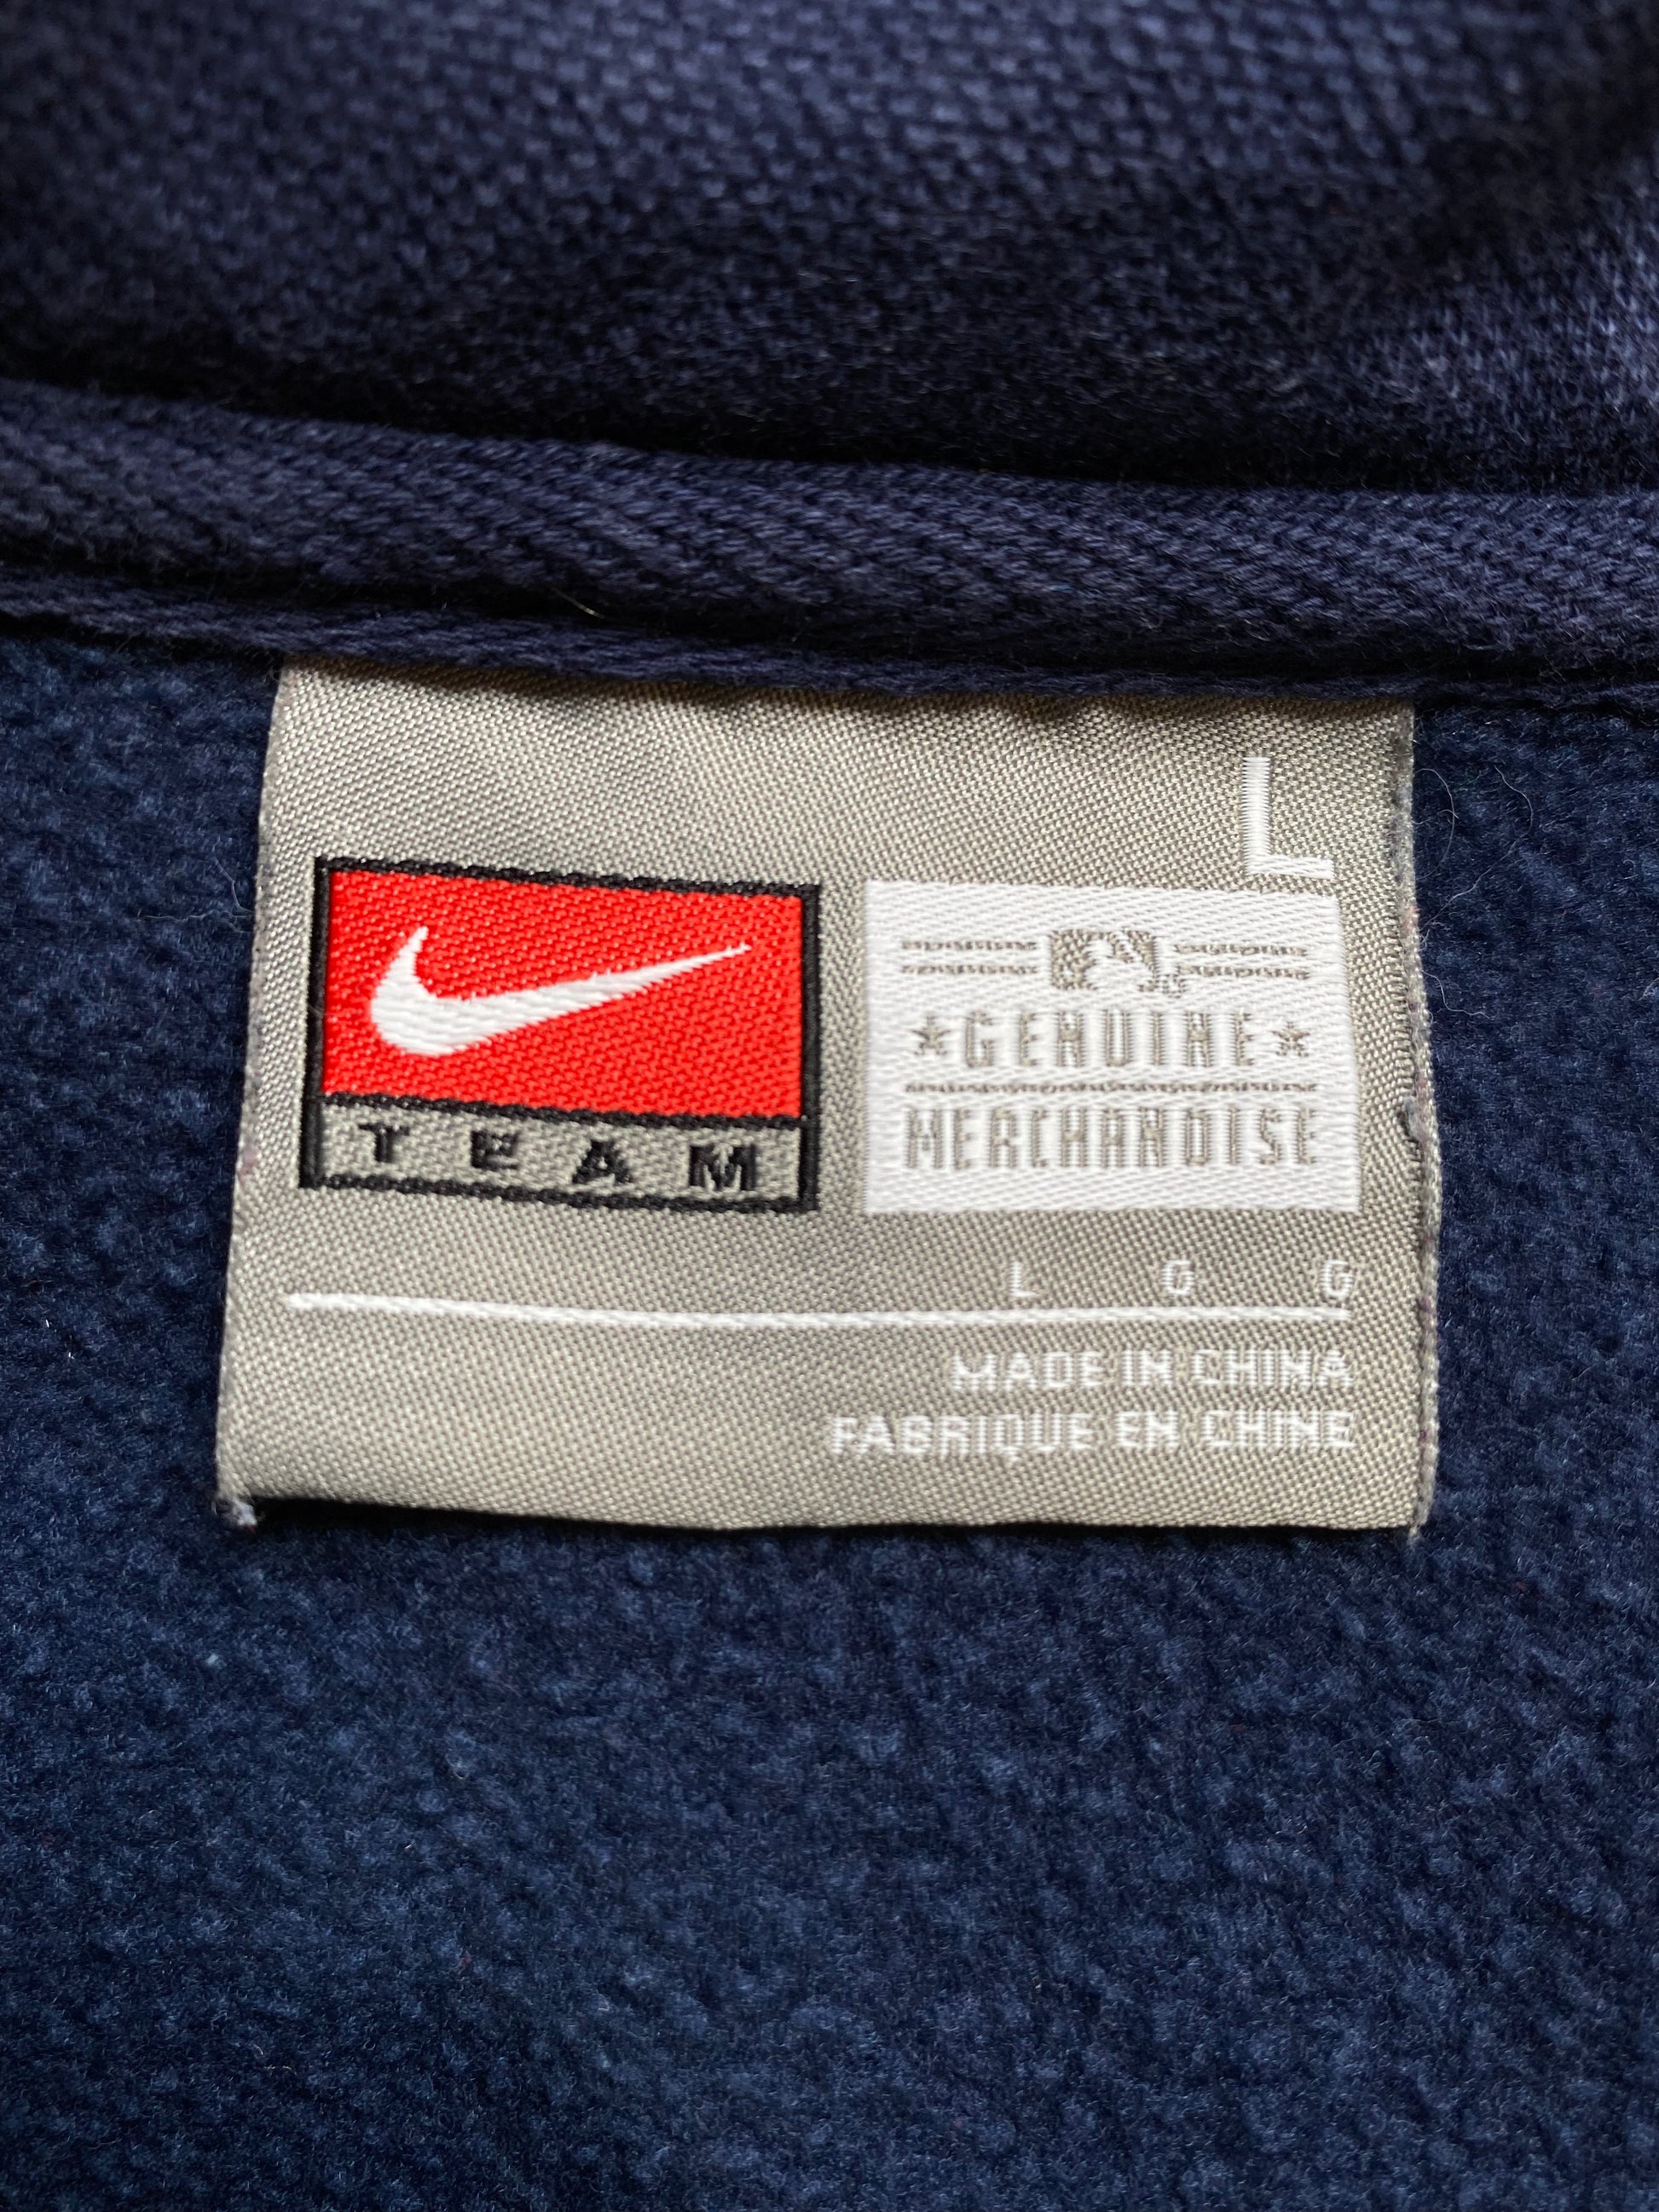 L
TEAM
GENUINE
MERCHANDISE
L G G
MADE IN CHINA
FABRIQUE EN CHINE